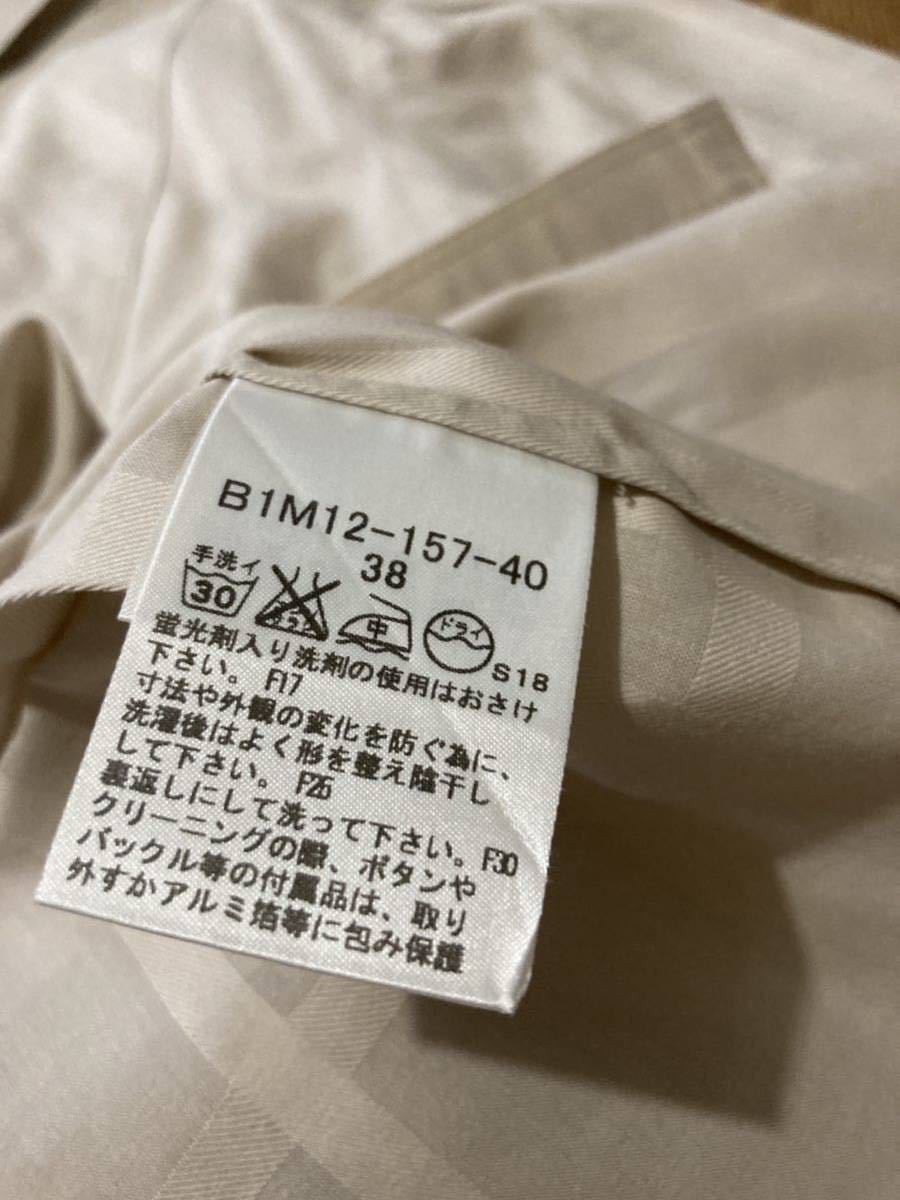 B1M12-157-40
38
手洗イ
30
エンソサラシ
中
ドライ
S18
蛍光剤入り洗剤の使用はおさけ
下さい。 F17
寸法や外観の変化を防ぐ為に、
洗濯後はよく形を整え陰干し
して下さい。 F26
裏返しにして洗って下さい。F30
クリーニングの際、ボタンや
バックル等の付属品は、取り
外すかアルミ箔等に包み保護